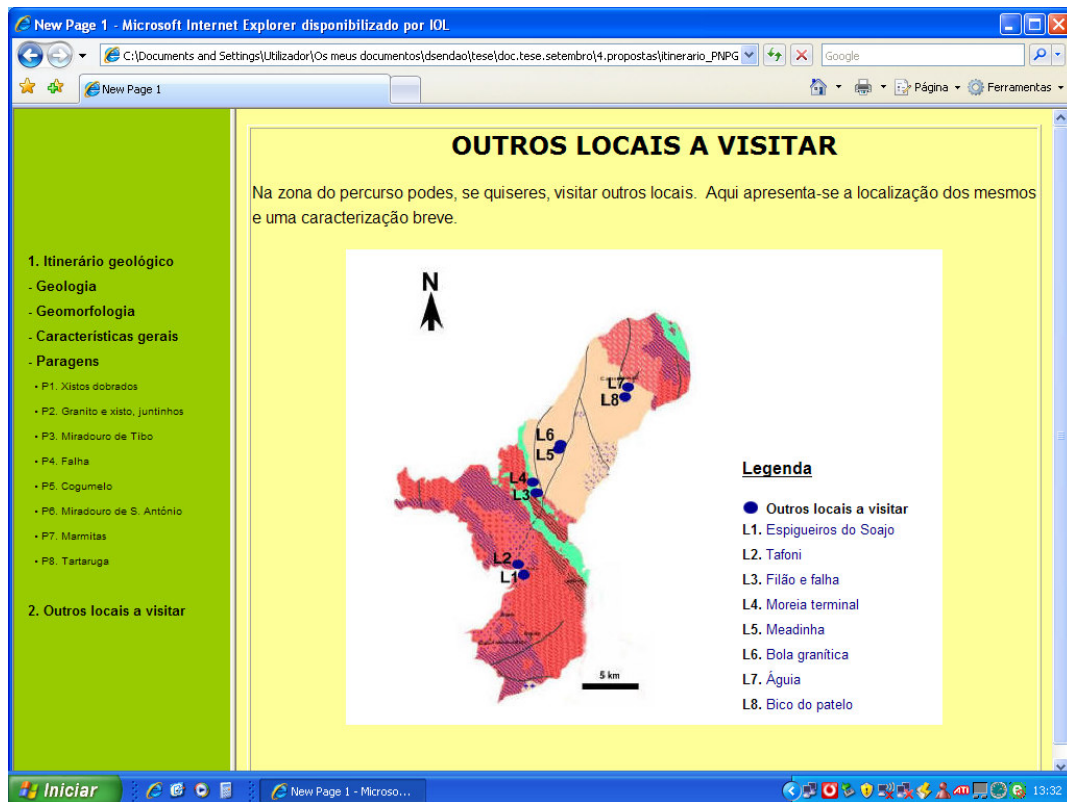 New Page 1 - Microsoft Internet Explorer disponibilizado por IOL
C:\Documents and Settings\Utilizador\Os meus documentos\dsendao\tese\doc.tese.setembro\4.propostas\itinerario_PNPG
Google
New Page 1
Página
Ferramentas
1. Itinerário geológico
- Geologia
- Geomorfologia
- Características gerais
- Paragens
• P1. Xistos dobrados
• P2. Granito e xisto, juntinhos
• P3. Miradouro de Tibo
• P4. Falha
• P5. Cogumelo
• P6. Miradouro de S. António
• P7. Marmitas
• P8. Tartaruga
2. Outros locais a visitar
OUTROS LOCAIS A VISITAR
Na zona do percurso podes, se quiseres, visitar outros locais. Aqui apresenta-se a localização dos mesmos
e uma caracterização breve.
N
L7
L8
L6
L5
L4
L3
L2
L1
5 km
Legenda
Outros locais a visitar
L1. Espigueiros do Soajo
L2. Tafoni
L3. Filão e falha
L4. Moreia terminal
L5. Meadinha
L6. Bola granítica
L7. Águia
L8. Bico do patelo
Iniciar
New Page 1 - Microso...
13:32